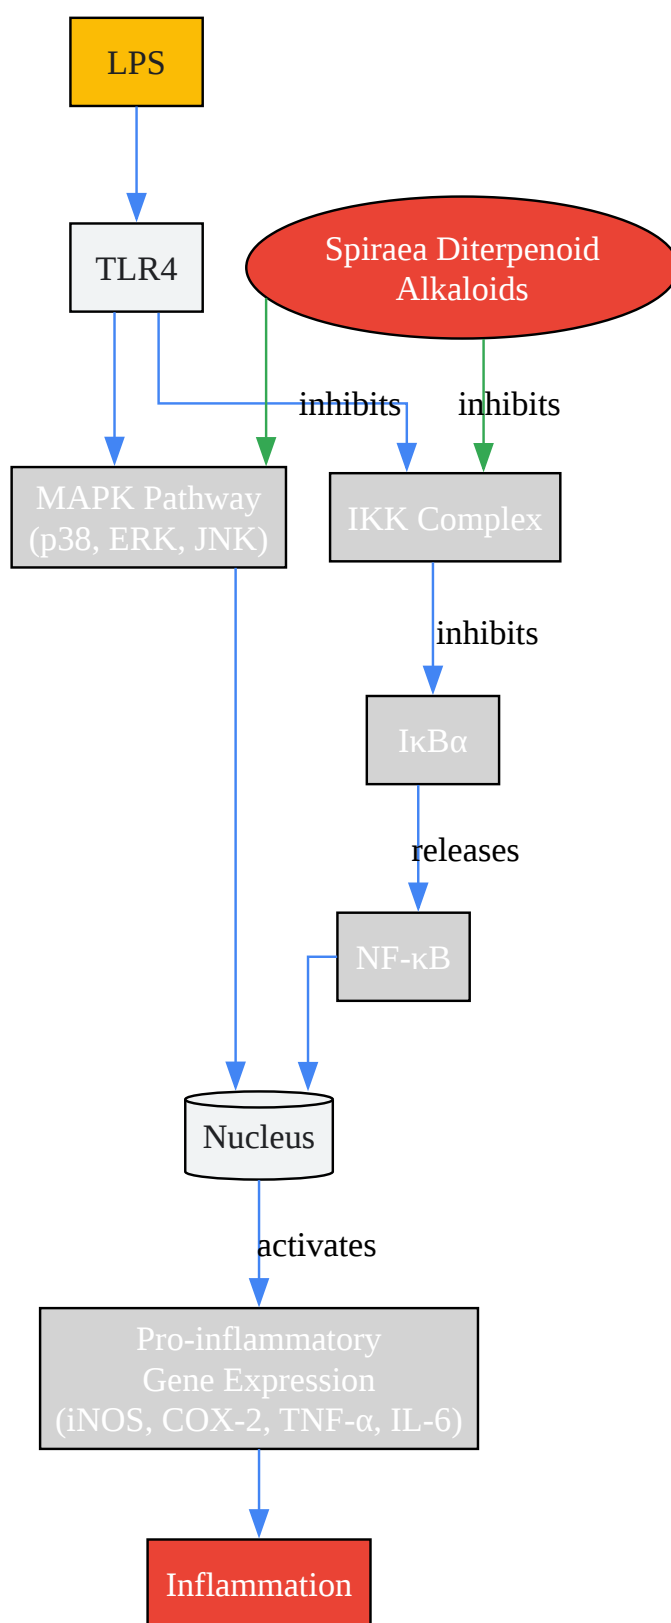 LPS
TLR4
Spiraea Diterpenoid
Alkaloids
inhibits
inhibits
MAPK Pathway
(p38, ERK, JNK)
IKK Complex
inhibits
IκBα
releases
NF-κB
Nucleus
activates
Pro-inflammatory
Gene Expression
(iNOS, COX-2, TNF-α, IL-6)
Inflammation